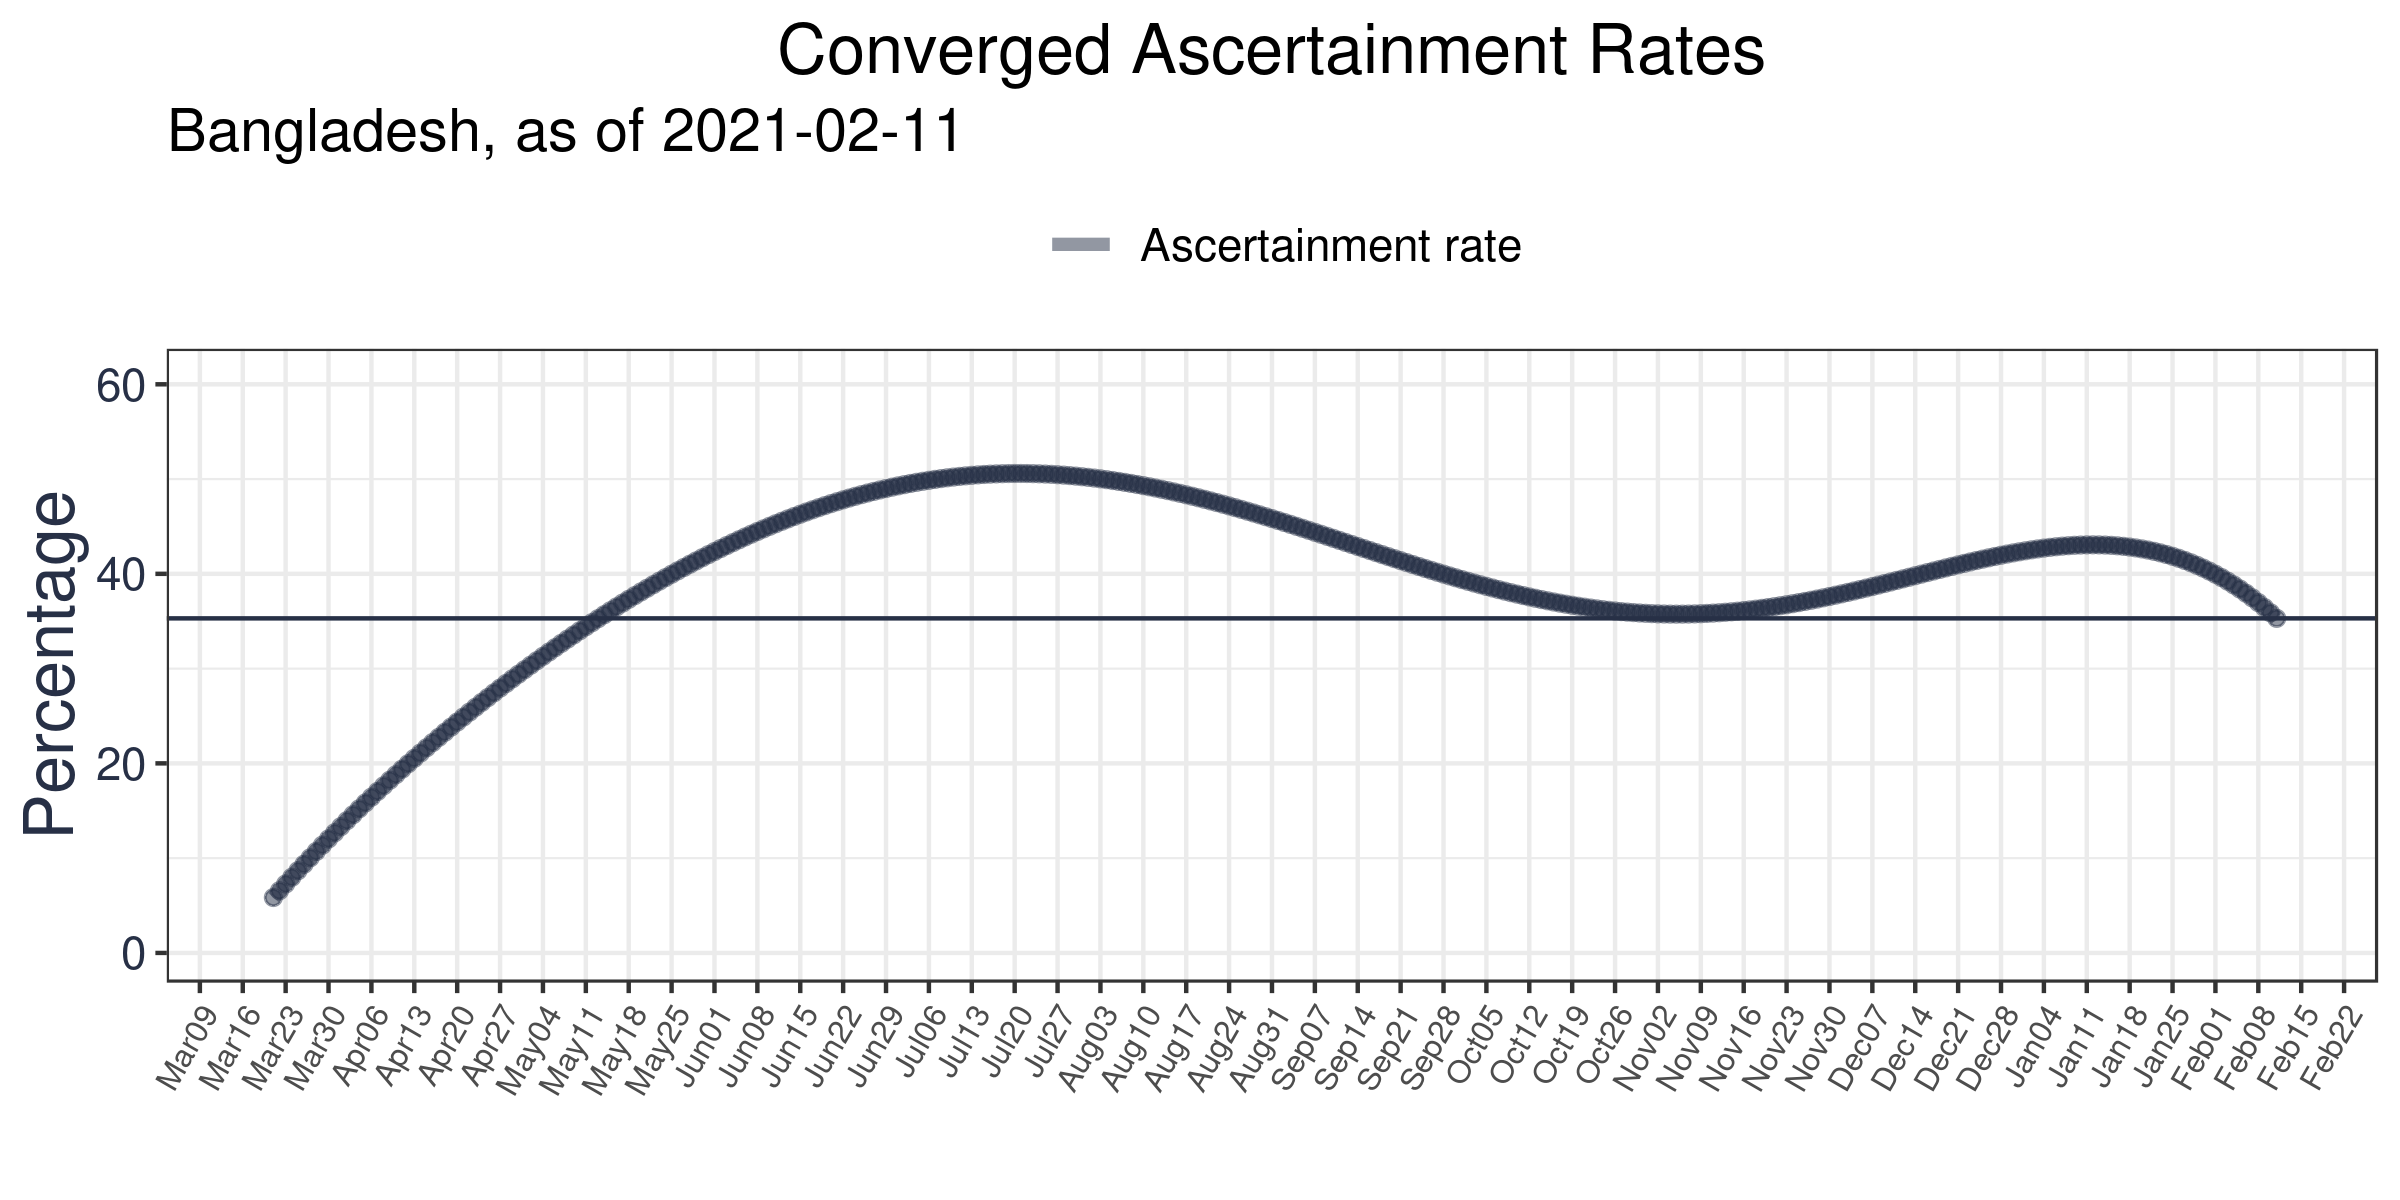 Converged Ascertainment Rates
Bangladesh, as of 2021-02-11
Ascertainment rate
Percentage
60
40
20
0
Mar09
Mar16
Mar23
Mar30
Apr06
Apr13
Apr20
Apr27
May04
May11
May18
May25
Jun01
Jun08
Jun15
Jun22
Jun29
Jul06
Jul13
Jul20
Jul27
Aug03
Aug10
Aug17
Aug24
Aug31
Sep07
Sep14
Sep21
Sep28
Oct05
Oct12
Oct19
Oct26
Nov02
Nov09
Nov16
Nov23
Nov30
Dec07
Dec14
Dec21
Dec28
Jan04
Jan11
Jan18
Jan25
Feb01
Feb08
Feb15
Feb22